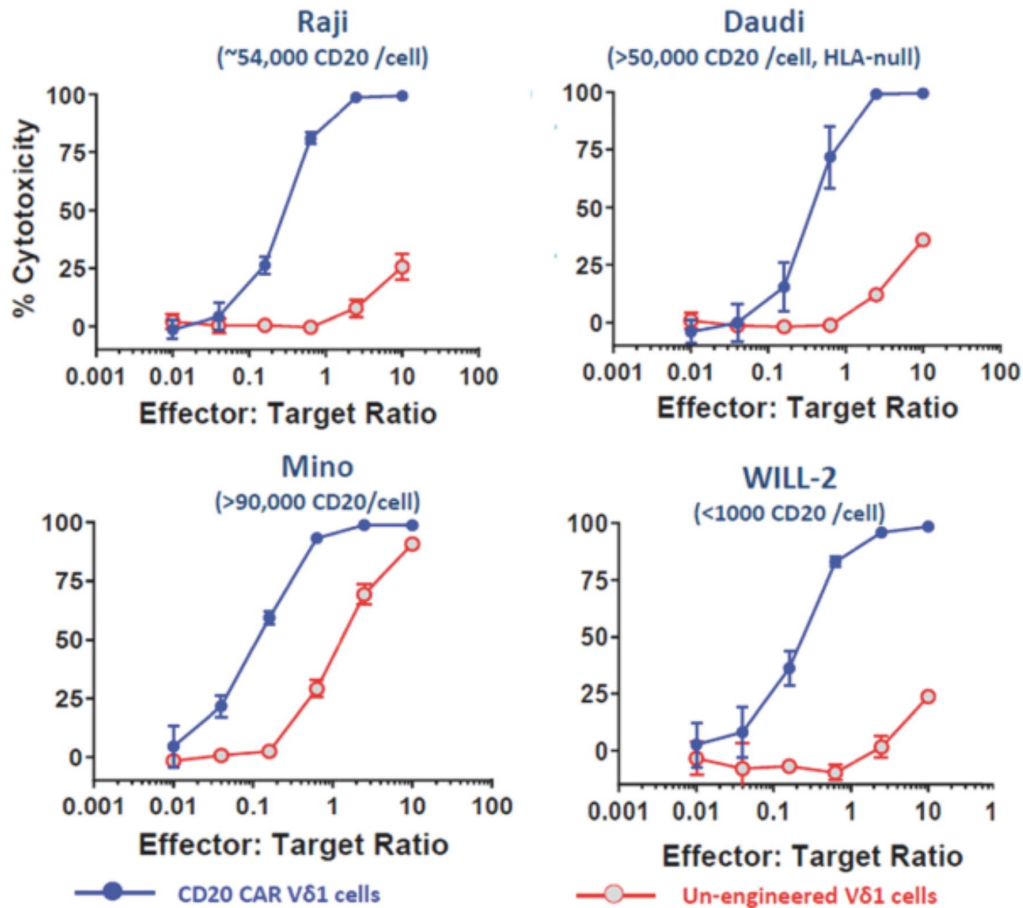 Raji
(~54,000 CD20 /cell)
100
75
50
25
0
% Cytotoxicity
0.001 0.01 0.1 1 10 100
Effector: Target Ratio
Daudi
(>50,000 CD20 /cell, HLA-null)
100
75
50
25
0
0.001 0.01 0.1 1 10 100
Effector: Target Ratio
Mino
(>90,000 CD20/cell)
100
75
50
25
0
0.001 0.01 0.1 1 10 100
Effector: Target Ratio
WILL-2
(<1000 CD20 /cell)
100
75
50
25
0
0.001 0.01 0.1 1 10 1
Effector: Target Ratio
CD20 CAR Vδ1 cells
Un-engineered Vδ1 cells